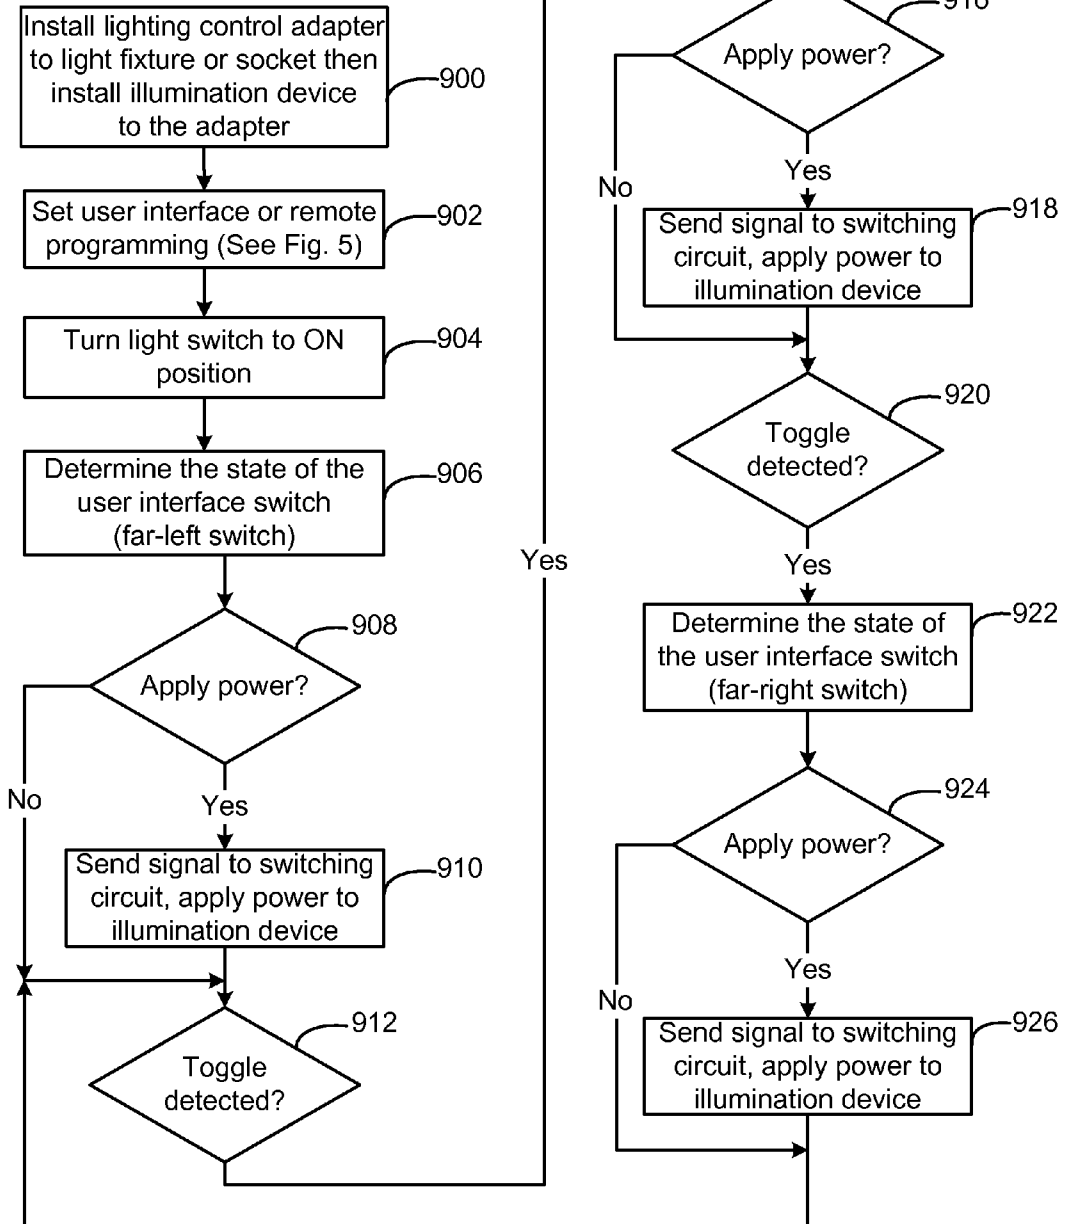 Install lighting control adapter
to light fixture or socket then
install illumination device
to the adapter
900
Set user interface or remote
programming (See Fig. 5)
902
Turn light switch to ON
position
904
Determine the state of the
user interface switch
(far-left switch)
906
Apply power?
908
No
Yes
Send signal to switching
circuit, apply power to
illumination device
910
Toggle
detected?
912
Yes
Apply power?
No
Yes
Send signal to switching
circuit, apply power to
illumination device
918
Toggle
detected?
920
Yes
Determine the state of
the user interface switch
(far-right switch)
922
Apply power?
924
No
Yes
Send signal to switching
circuit, apply power to
illumination device
926